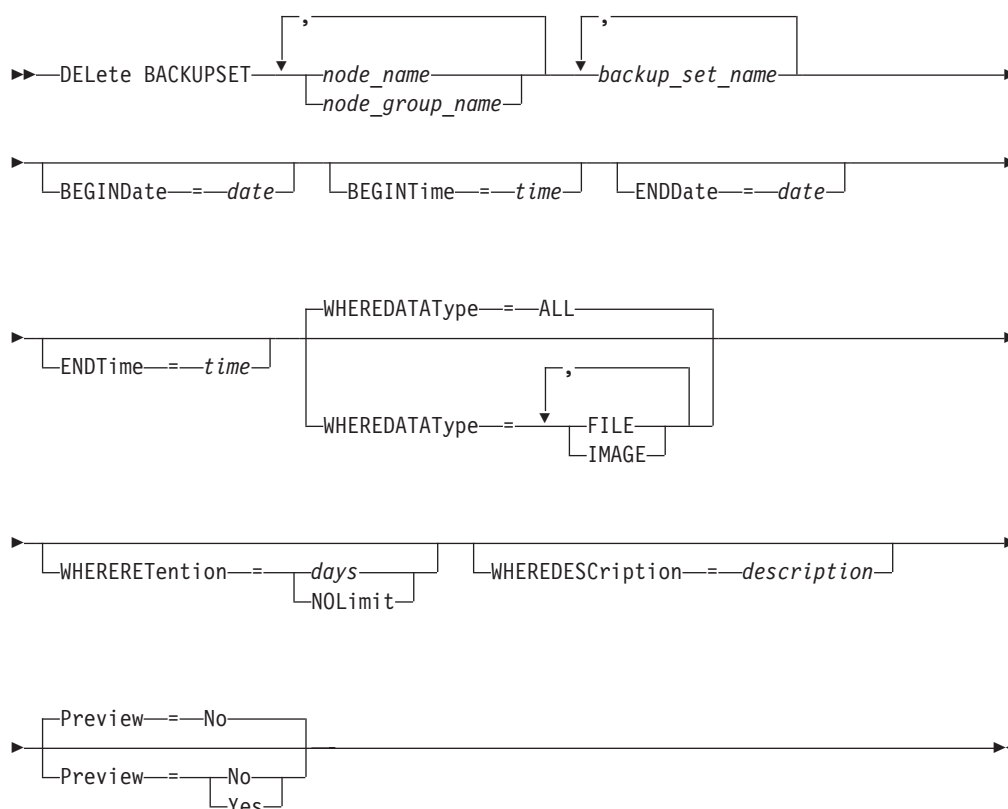 , ,
DELete BACKUPSET node_name backup_set_name
node_group_name
BEGINDate = date BEGINTime = time ENDDate = date
WHEREDATAType = ALL
ENDTime = time ,
WHEREDATAType = FILE
IMAGE
WHERERETention = days WHEREDESCription = description
NOLimit
Preview = No
Preview = No
Yes